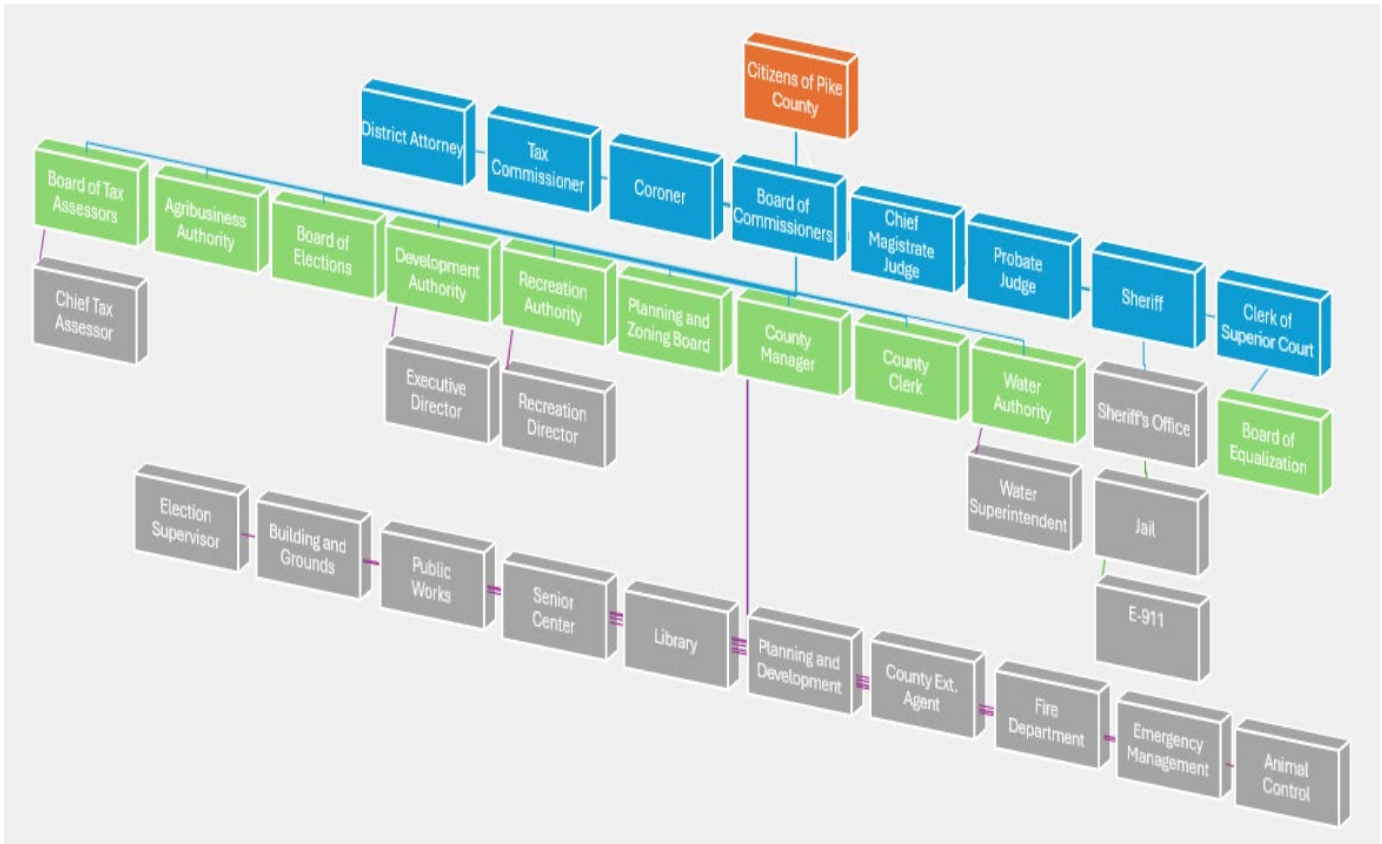 Citizens of Pike
County
District Attorney
Tax
Commissioner
Coroner
Board of
Commissioners
Chief
Magistrate
Judge
Probate
Judge
Sheriff
Clerk of
Superior Court
Board of Tax
Assessors
Agribusiness
Authority
Board of
Elections
Development
Authority
Recreation
Authority
Planning and
Zoning Board
County
Manager
County
Clerk
Water
Authority
Sheriff's Office
Board of
Equalization
Chief Tax
Assessor
Executive
Director
Recreation
Director
Water
Superintendent
Jail
E-911
Election
Supervisor
Building and
Grounds
Public
Works
Senior
Center
Library
Planning and
Development
County Ext.
Agent
Fire
Department
Emergency
Management
Animal
Control